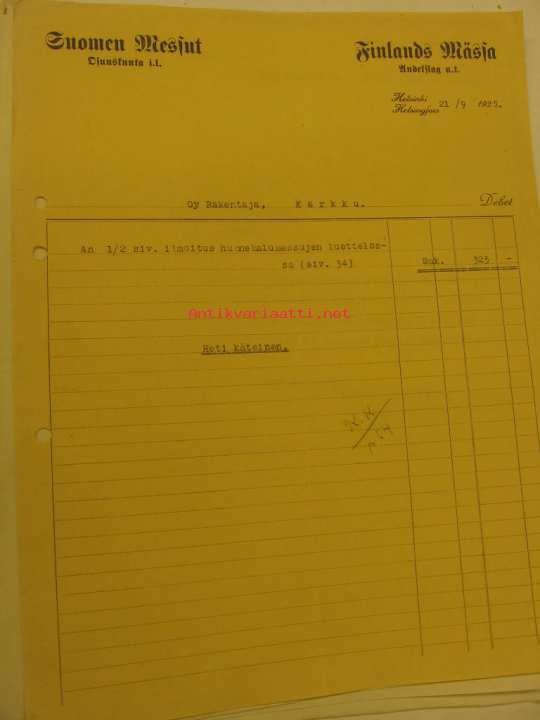 Suomen Messut
Osuuskunta i.l.
Finlands Mässa
Andelslag u.t.
Helsinki
Helsingfors 21/9 1925.
Oy Rakentaja, Karkku. Debet
An 1/2 siv. ilmoitus huonekalumessujen luettelos-
sa (siv. 34) Smk. 325 -
Antikvariaatti.net
Heti käteinen.